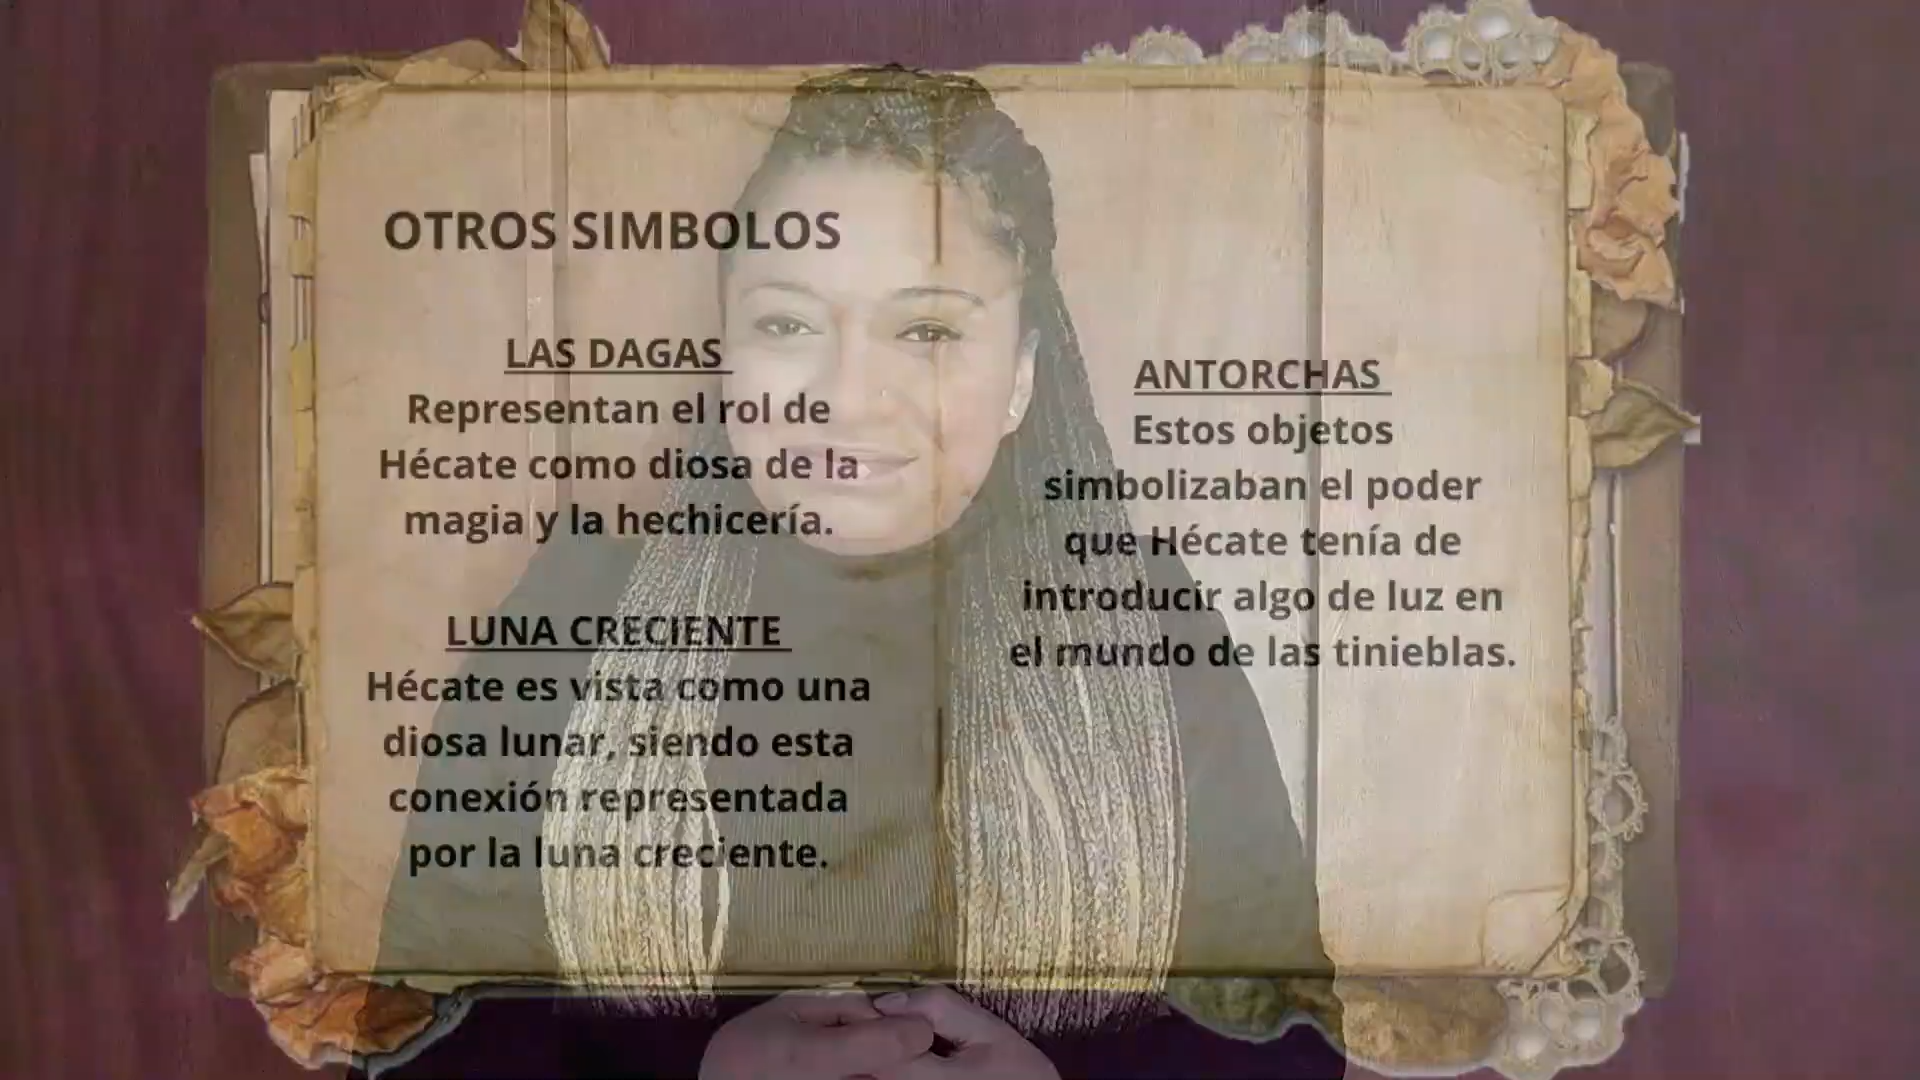 OTROS SIMBOLOS
LAS DAGAS
Representan el rol de
Hécate como diosa de la
magia y la hechicería.
LUNA CRECIENTE
Hécate es vista como una
diosa lunar, siendo esta
conexión representada
por la luna creciente.
ANTORCHAS
Estos objetos
simbolizaban el poder
que Hécate tenía de
introducir algo de luz en
el mundo de las tinieblas.